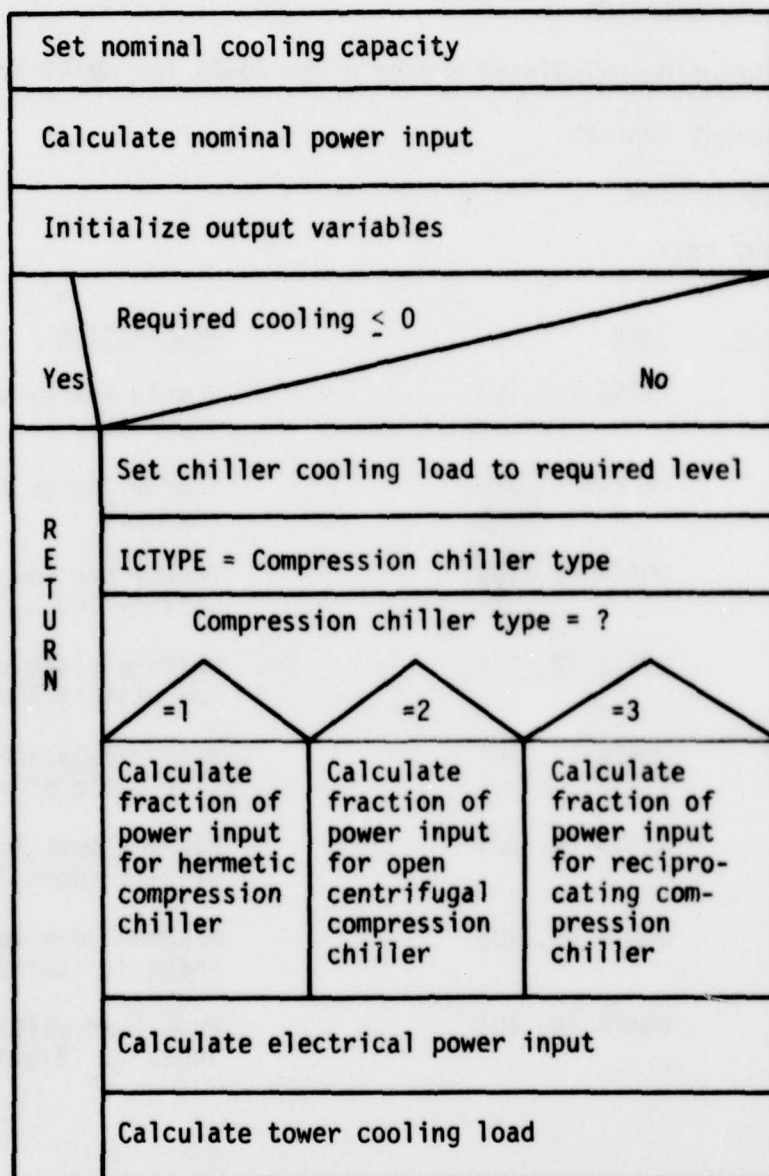 Set nominal cooling capacity
Calculate nominal power input
Initialize output variables
Required cooling ≤ 0
Yes
No
Set chiller cooling load to required level
R
E
T
U
R
N
ICTYPE = Compression chiller type
Compression chiller type = ?
=1
=2
=3
Calculate
fraction of
power input
for hermetic
compression
chiller
Calculate
fraction of
power input
for open
centrifugal
compression
chiller
Calculate
fraction of
power input
for recipro-
cating com-
pression
chiller
Calculate electrical power input
Calculate tower cooling load